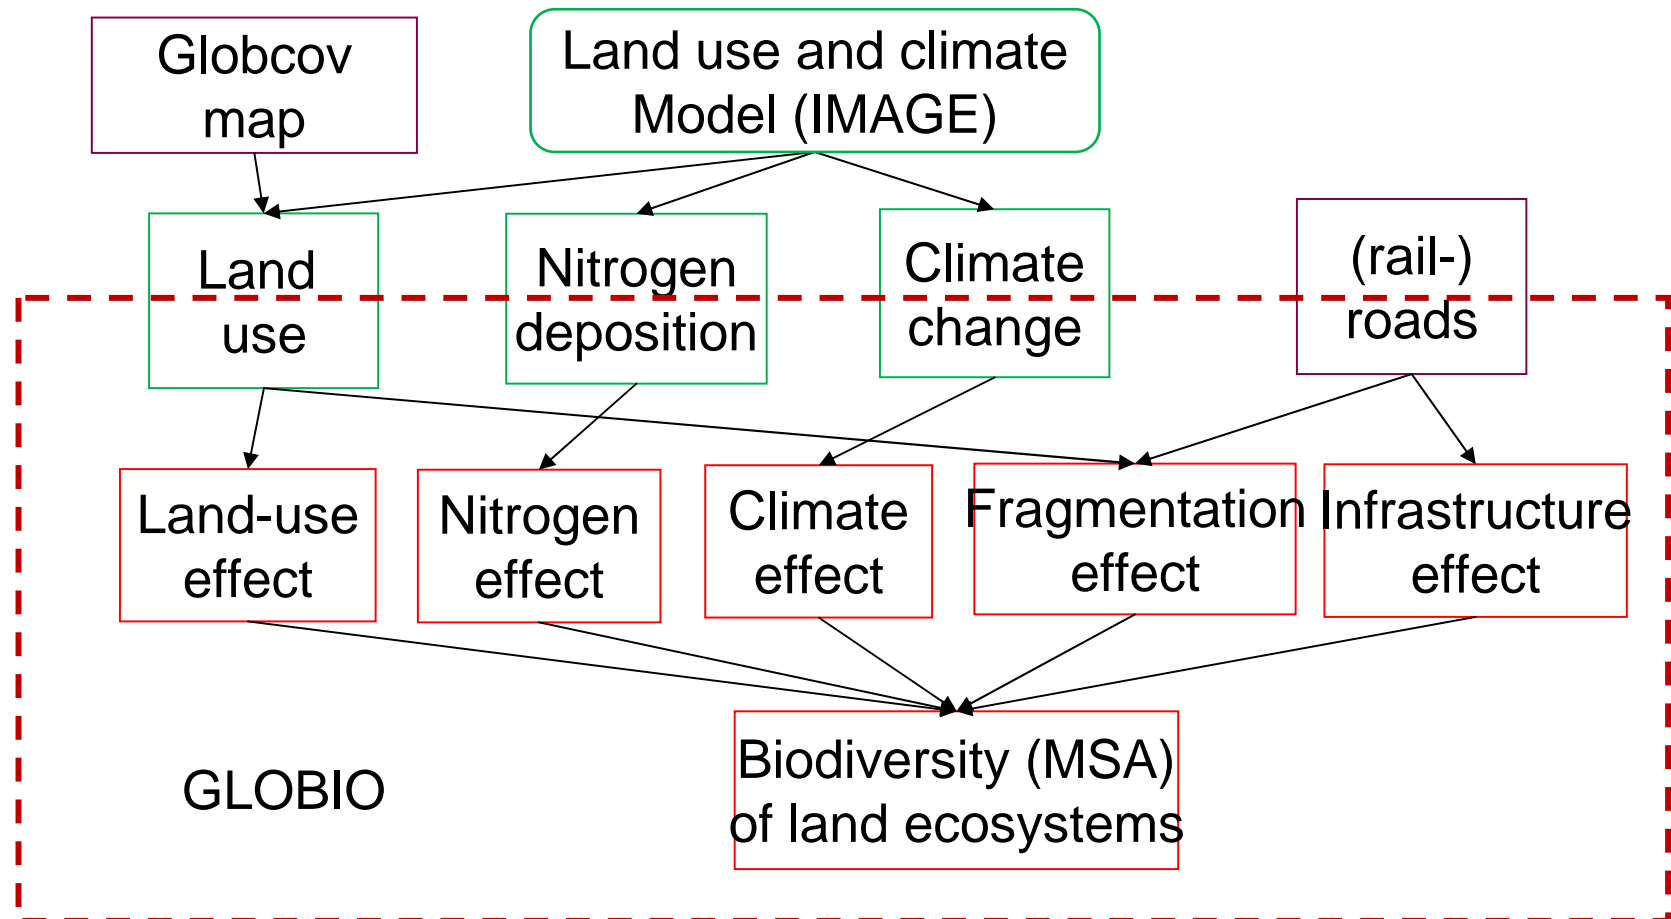 Globcov
map
Land use and climate
Model (IMAGE)
Land
use
Nitrogen
deposition
Climate
change
(rail-)
roads
Land-use
effect
Nitrogen
effect
Climate
effect
Fragmentation
effect
Infrastructure
effect
GLOBIO
Biodiversity (MSA)
of land ecosystems